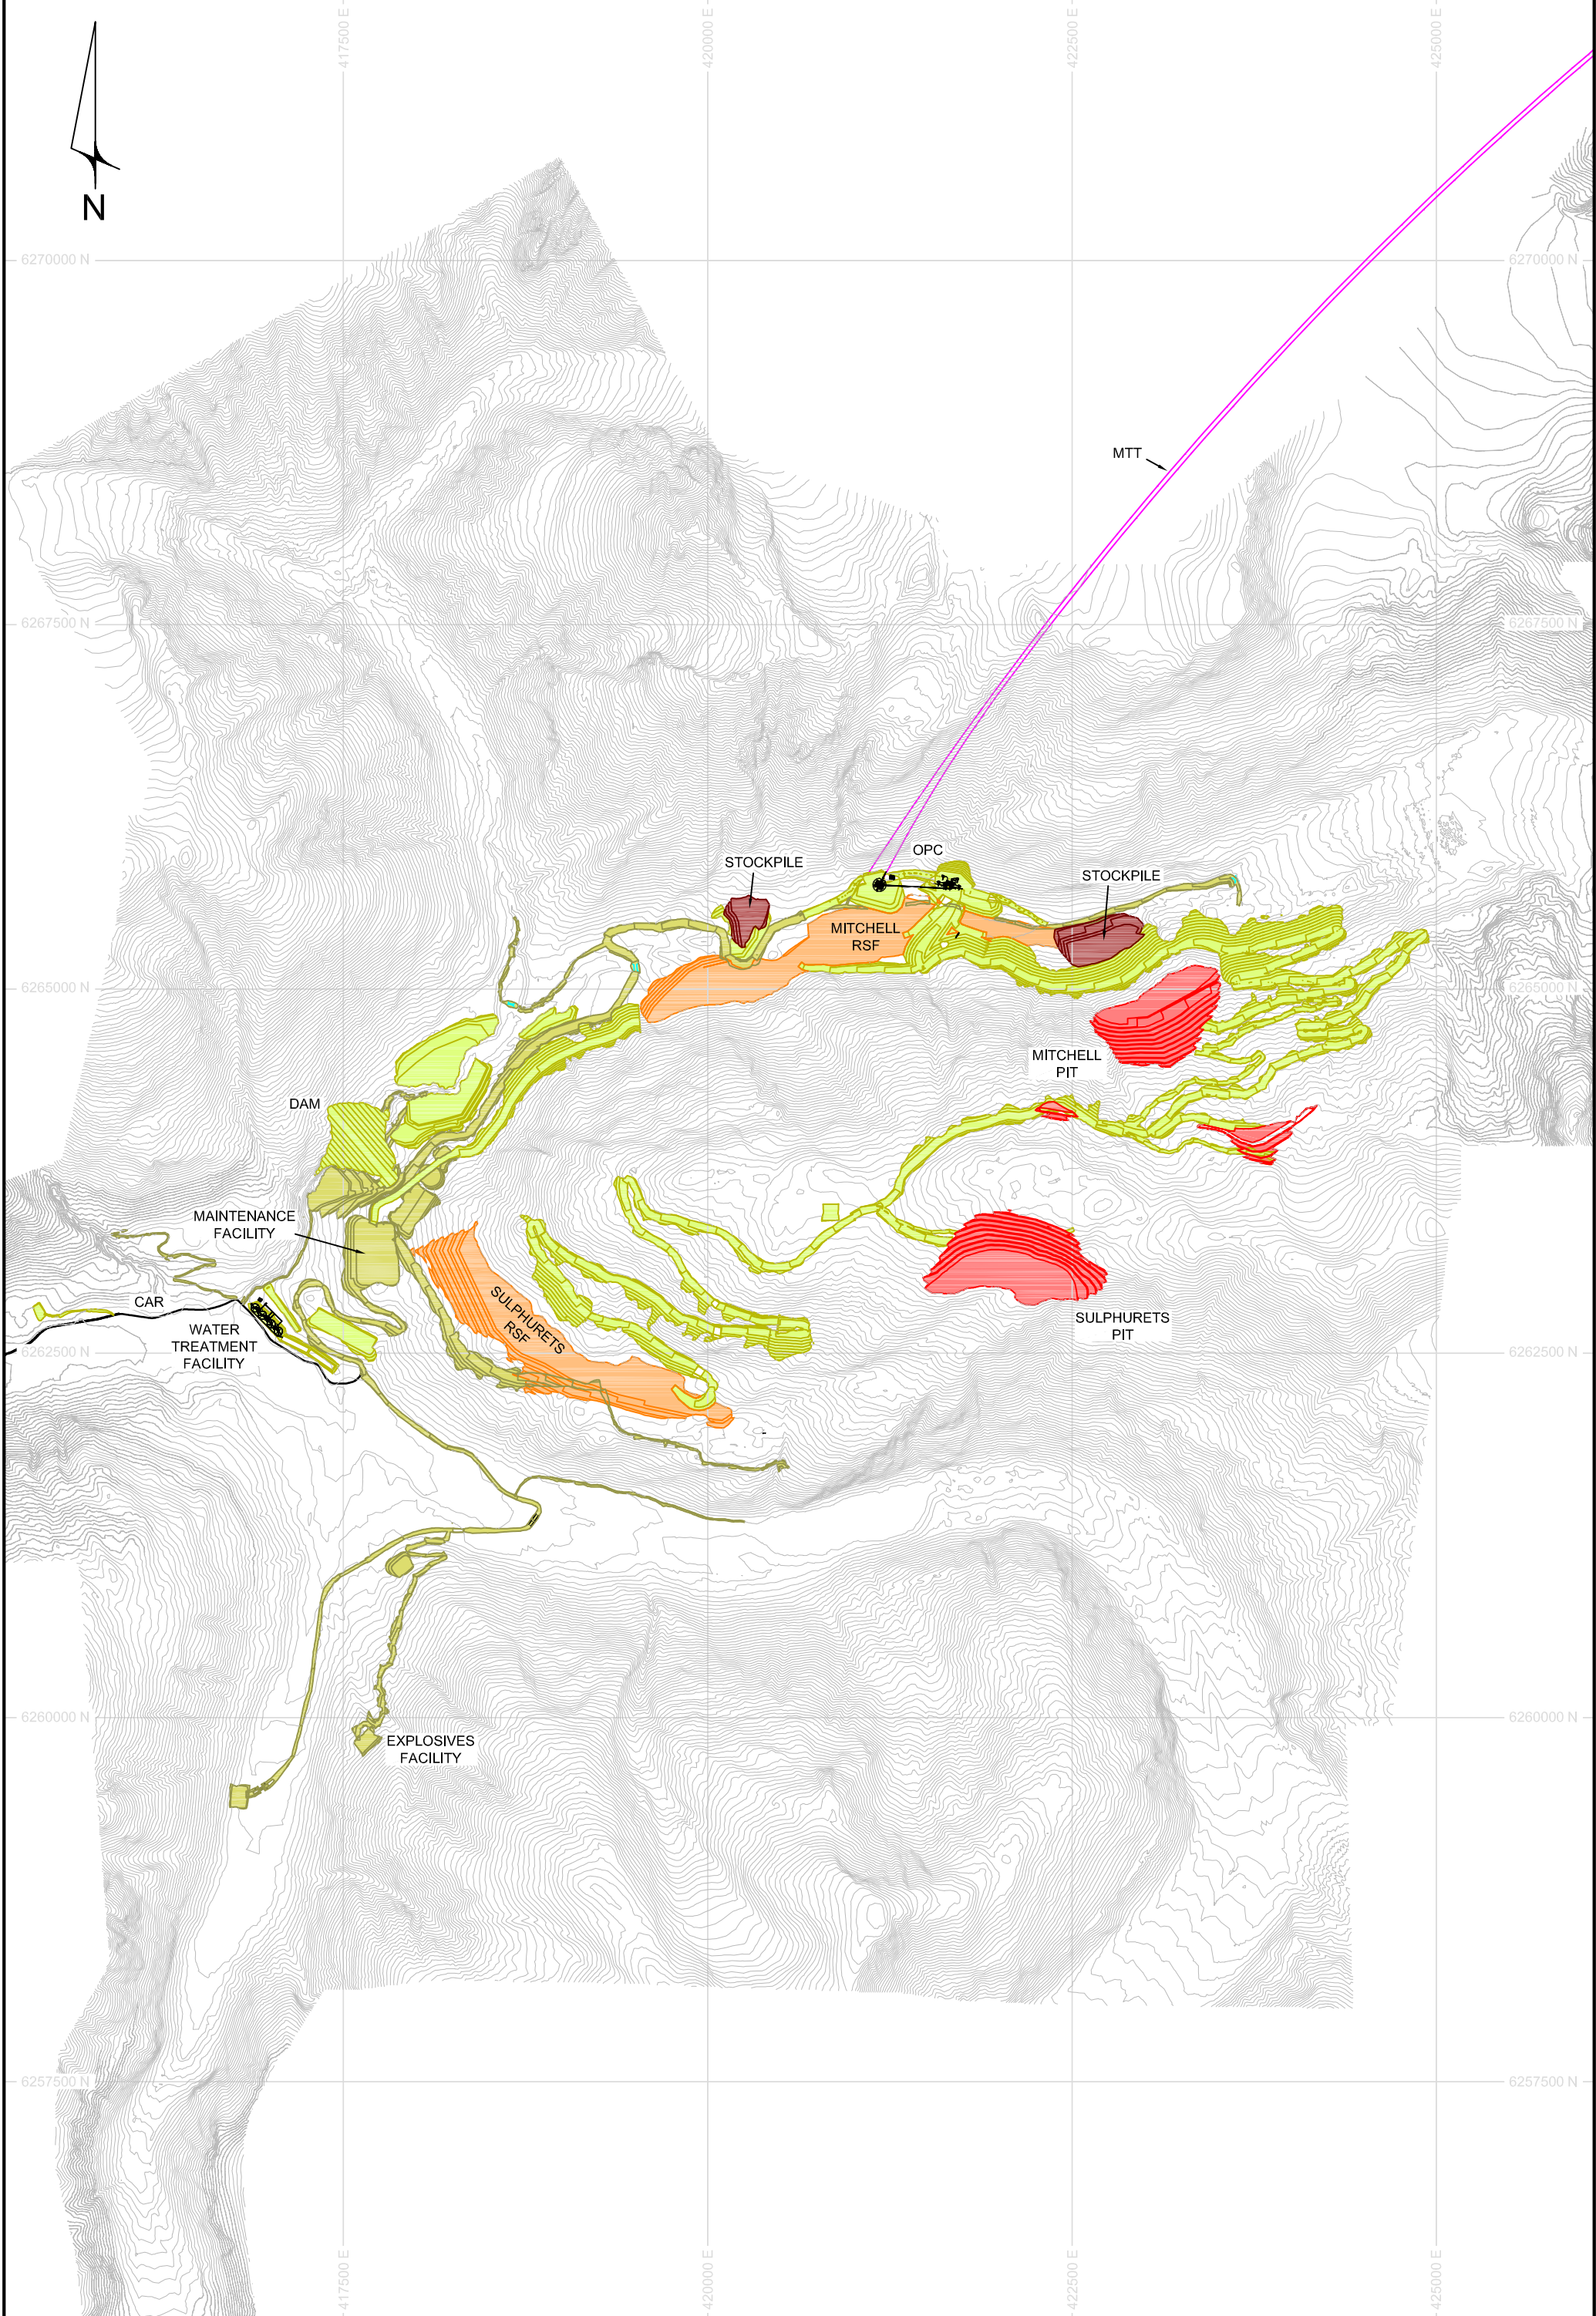 417500 E
420000 E
422500 E
425000 E
N
6270000 N
6270000 N
MTT
6267500 N
6267500 N
OPC
STOCKPILE
STOCKPILE
MITCHELL
RSF
6265000 N
6265000 N
MITCHELL
PIT
DAM
MAINTENANCE
FACILITY
CAR
SULPHURETS
RSF
WATER
TREATMENT
FACILITY
SULPHURETS
PIT
6262500 N
6262500 N
6260000 N
6260000 N
EXPLOSIVES
FACILITY
6257500 N
6257500 N
417500 E
420000 E
422500 E
425000 E